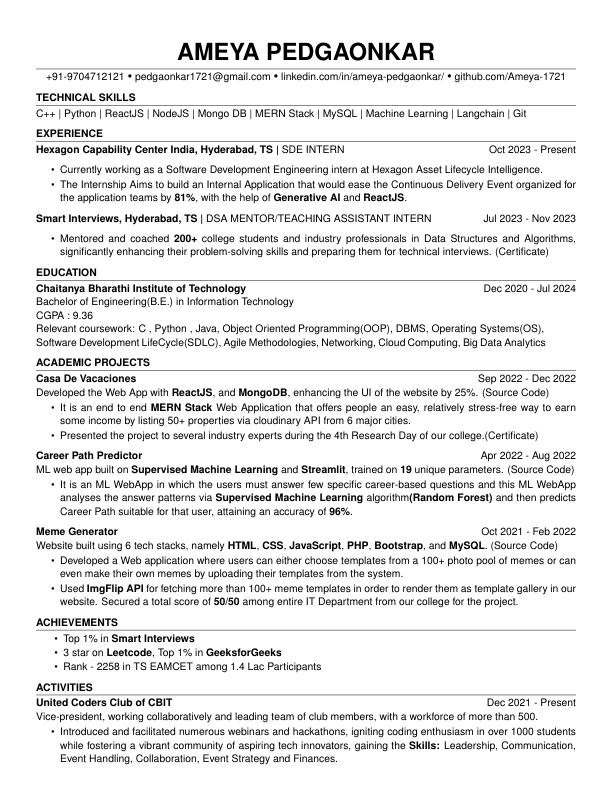 AMEYA PEDGAONKAR
+91-9704712121 • pedgaonkar1721@gmail.com • linkedin.com/in/ameya-pedgaonkar/ • github.com/Ameya-1721
TECHNICAL SKILLS
C++ | Python | ReactJS | NodeJS | Mongo DB | MERN Stack | MySQL | Machine Learning | Langchain | Git
EXPERIENCE
Hexagon Capability Center India, Hyderabad, TS | SDE INTERN Oct 2023 - Present
• Currently working as a Software Development Engineering intern at Hexagon Asset Lifecycle Intelligence.
• The Internship Aims to build an Internal Application that would ease the Continuous Delivery Event organized for
the application teams by 81%, with the help of Generative AI and ReactJS.
Smart Interviews, Hyderabad, TS | DSA MENTOR/TEACHING ASSISTANT INTERN Jul 2023 - Nov 2023
• Mentored and coached 200+ college students and industry professionals in Data Structures and Algorithms,
significantly enhancing their problem-solving skills and preparing them for technical interviews. (Certificate)
EDUCATION
Chaitanya Bharathi Institute of Technology Dec 2020 - Jul 2024
Bachelor of Engineering(B.E.) in Information Technology
CGPA : 9.36
Relevant coursework: C , Python , Java, Object Oriented Programming(OOP), DBMS, Operating Systems(OS),
Software Development LifeCycle(SDLC), Agile Methodologies, Networking, Cloud Computing, Big Data Analytics
ACADEMIC PROJECTS
Casa De Vacaciones Sep 2022 - Dec 2022
Developed the Web App with ReactJS, and MongoDB, enhancing the UI of the website by 25%. (Source Code)
• It is an end to end MERN Stack Web Application that offers people an easy, relatively stress-free way to earn
some income by listing 50+ properties via cloudinary API from 6 major cities.
• Presented the project to several industry experts during the 4th Research Day of our college.(Certificate)
Career Path Predictor Apr 2022 - Aug 2022
ML web app built on Supervised Machine Learning and Streamlit, trained on 19 unique parameters. (Source Code)
• It is an ML WebApp in which the users must answer few specific career-based questions and this ML WebApp
analyses the answer patterns via Supervised Machine Learning algorithm(Random Forest) and then predicts
Career Path suitable for that user, attaining an accuracy of 96%.
Meme Generator Oct 2021 - Feb 2022
Website built using 6 tech stacks, namely HTML, CSS, JavaScript, PHP, Bootstrap, and MySQL. (Source Code)
• Developed a Web application where users can either choose templates from a 100+ photo pool of memes or can
even make their own memes by uploading their templates from the system.
• Used ImgFlip API for fetching more than 100+ meme templates in order to render them as template gallery in our
website. Secured a total score of 50/50 among entire IT Department from our college for the project.
ACHIEVEMENTS
• Top 1% in Smart Interviews
• 3 star on Leetcode, Top 1% in GeeksforGeeks
• Rank - 2258 in TS EAMCET among 1.4 Lac Participants
ACTIVITIES
United Coders Club of CBIT Dec 2021 - Present
Vice-president, working collaboratively and leading team of club members, with a workforce of more than 500.
• Introduced and facilitated numerous webinars and hackathons, igniting coding enthusiasm in over 1000 students
while fostering a vibrant community of aspiring tech innovators, gaining the Skills: Leadership, Communication,
Event Handling, Collaboration, Event Strategy and Finances.